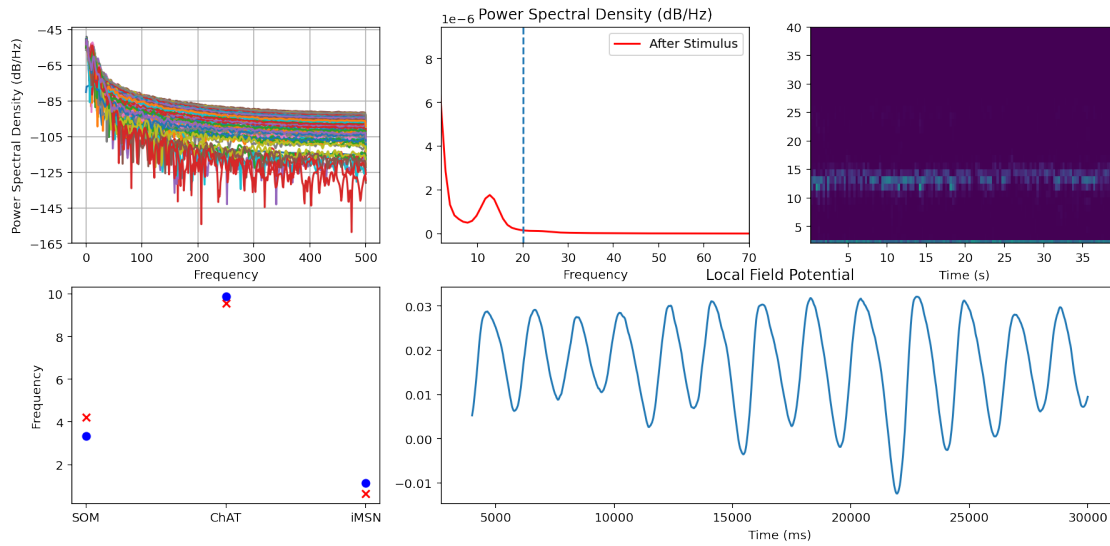 Power Spectral Density (dB/Hz)
1e−6
−45
−65
−85
−105
−125
−145
−165
Power Spectral Density (dB/Hz)
0 100 200 300 400 500
Frequency
8
6
4
2
0
After Stimulus
10 20 30 40 50 60 70
Frequency
40
35
30
25
20
15
10
5
5 10 15 20 25 30 35
Time (s)
10
8
6
4
2
Frequency
SOM ChAT iMSN
Local Field Potential
0.03
0.02
0.01
0.00
−0.01
5000 10000 15000 20000 25000 30000
Time (ms)